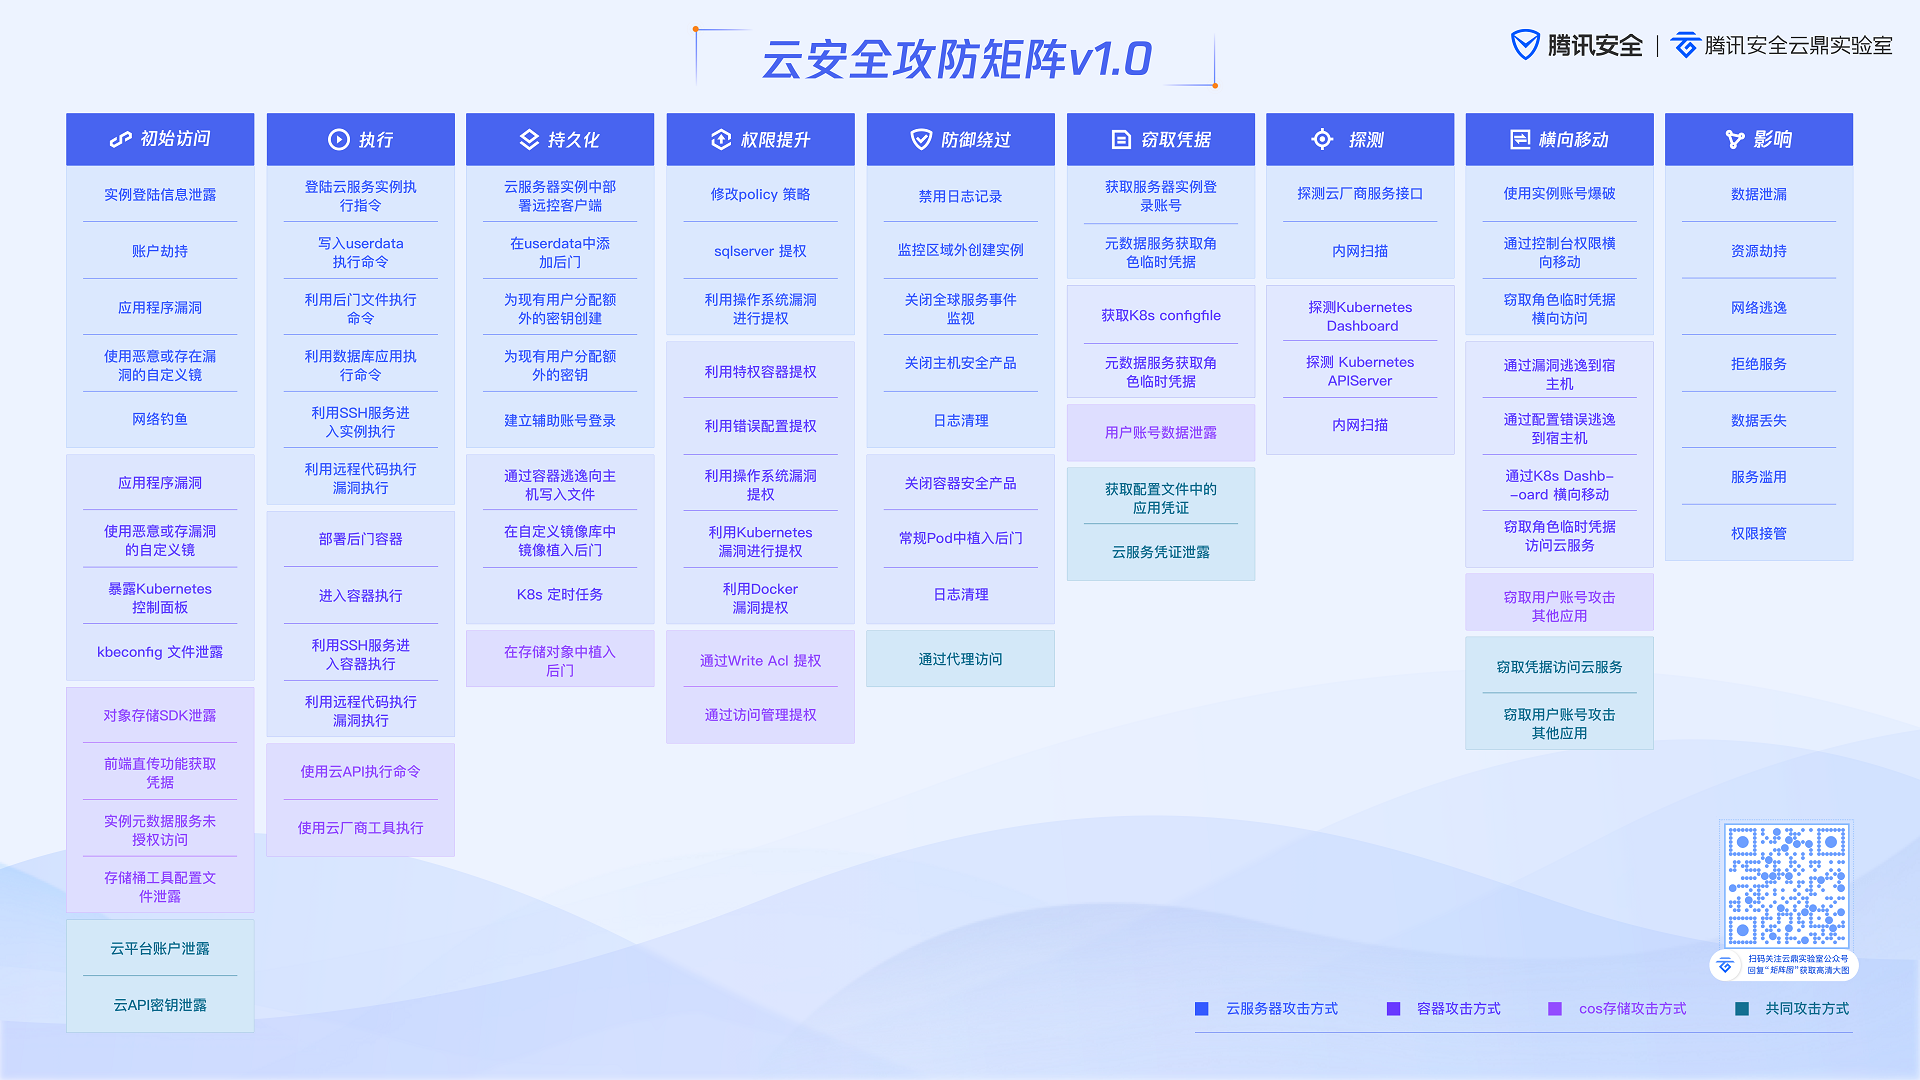 云安全攻防矩阵v1.0
腾讯安全
腾讯安全云鼎实验室
初始访问
实例登陆信息泄露
账户劫持
应用程序漏洞
使用恶意或存在漏
洞的自定义镜
网络钓鱼
应用程序漏洞
使用恶意或存漏洞
的自定义镜
暴露Kubernetes
控制面板
kbeconfig 文件泄露
对象存储SDK泄露
前端直传功能获取
凭据
实例元数据服务未
授权访问
存储桶工具配置文
件泄露
云平台账户泄露
云API密钥泄露
执行
登陆云服务实例执
行指令
写入userdata
执行命令
利用后门文件执行
命令
利用数据库应用执
行命令
利用SSH服务进
入实例执行
利用远程代码执行
漏洞执行
部署后门容器
进入容器执行
利用SSH服务进
入容器执行
利用远程代码执行
漏洞执行
使用云API执行命令
使用云厂商工具执行
持久化
云服务器实例中部
署远控客户端
在userdata中添
加后门
为现有用户分配额
外的密钥创建
为现有用户分配额
外的密钥
建立辅助账号登录
通过容器逃逸向主
机写入文件
在自定义镜像库中
镜像植入后门
K8s 定时任务
在存储对象中植入
后门
权限提升
修改policy 策略
sqlserver 提权
利用操作系统漏洞
进行提权
利用特权容器提权
利用错误配置提权
利用操作系统漏洞
提权
利用Kubernetes
漏洞进行提权
利用Docker
漏洞提权
通过Write Acl 提权
通过访问管理提权
防御绕过
禁用日志记录
监控区域外创建实例
关闭全球服务事件
监视
关闭主机安全产品
日志清理
关闭容器安全产品
常规Pod中植入后门
日志清理
通过代理访问
窃取凭据
获取服务器实例登
录账号
元数据服务获取角
色临时凭据
获取K8s configfile
元数据服务获取角
色临时凭据
用户账号数据泄露
获取配置文件中的
应用凭证
云服务凭证泄露
探测
探测云厂商服务接口
内网扫描
探测Kubernetes
Dashboard
探测 Kubernetes
APIServer
内网扫描
横向移动
使用实例账号爆破
通过控制台权限横
向移动
窃取角色临时凭据
横向访问
通过漏洞逃逸到宿
主机
通过配置错误逃逸
到宿主机
通过K8s Dashb-
-oard 横向移动
窃取角色临时凭据
访问云服务
窃取用户账号攻击
其他应用
窃取凭据访问云服务
窃取用户账号攻击
其他应用
影响
数据泄漏
资源劫持
网络逃逸
拒绝服务
数据丢失
服务滥用
权限接管
扫码关注云鼎实验室公众号
回复“矩阵图”获取高清大图
云服务器攻击方式
容器攻击方式
cos存储攻击方式
共同攻击方式